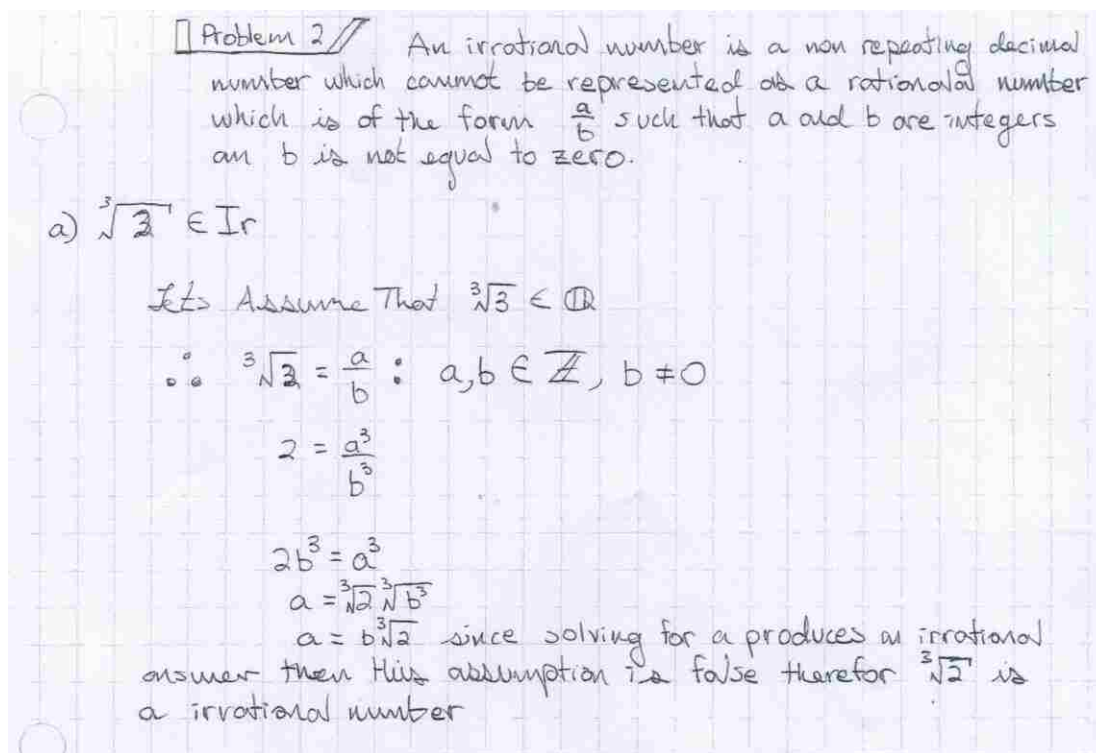 Problem 2 An irrational number is a non repeating decimal
number which cannot be represented as a rational number
which is of the form a/b such that a and b are integers
an b is not equal to zero.
a) ∛3 ∈ Ir
Lets Assume That ∛3 ∈ ℚ
∴ ∛3 = a/b : a,b ∈ ℤ, b ≠ 0
2 = a³/b³
2b³ = a³
a = ∛2 ∛b³
a = b∛2 since solving for a produces an irrational
answer then this assumption is false therefor ∛2 is
a irrational number